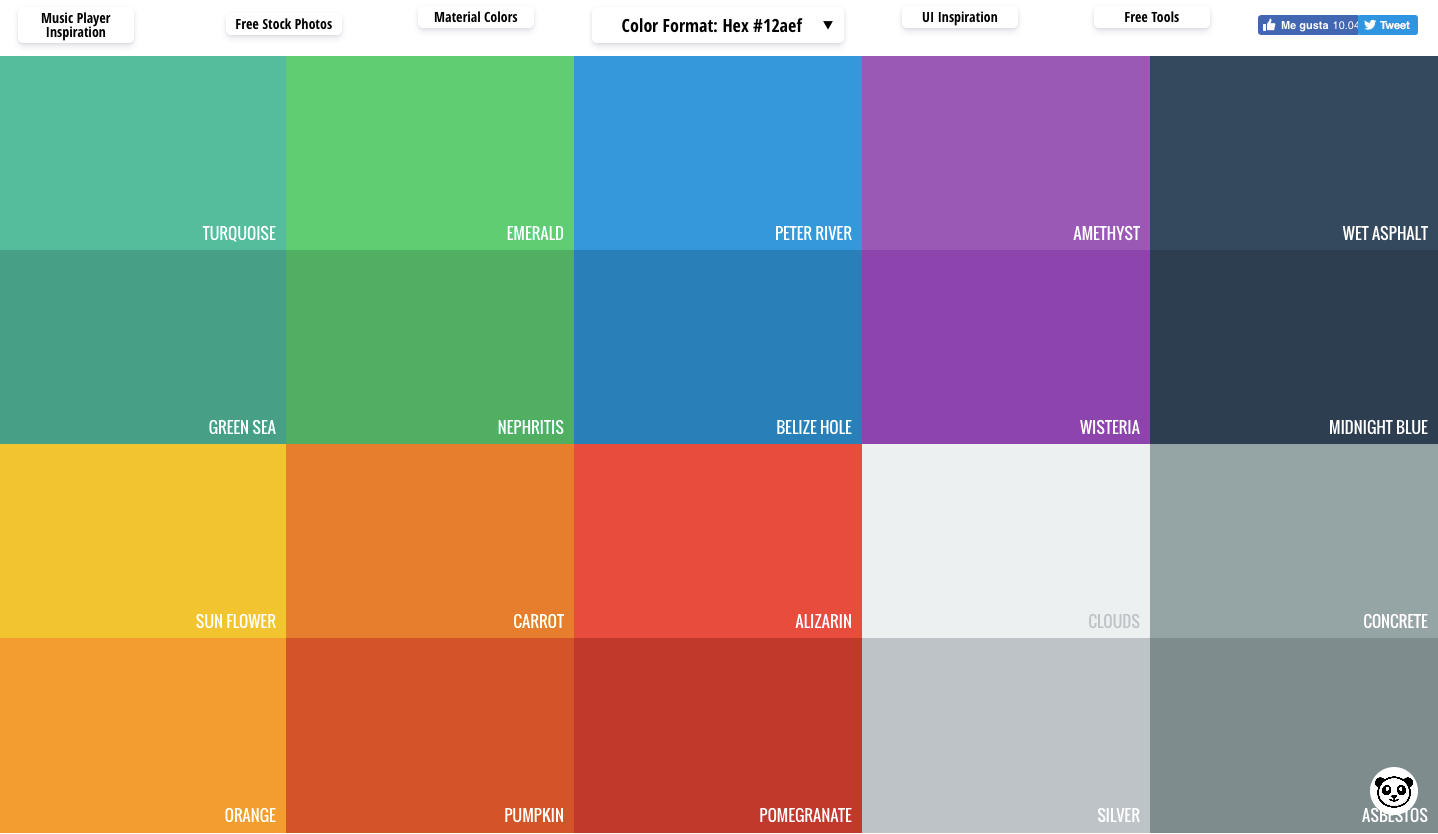 Music Player
Inspiration
Free Stock Photos
Material Colors
Color Format: Hex #12aef
UI Inspiration
Free Tools
Me gusta 10.04
Tweet
TURQUOISE
EMERALD
PETER RIVER
AMETHYST
WET ASPHALT
GREEN SEA
NEPHRITIS
BELIZE HOLE
WISTERIA
MIDNIGHT BLUE
SUN FLOWER
CARROT
ALIZARIN
CLOUDS
CONCRETE
ORANGE
PUMPKIN
POMEGRANATE
SILVER
ASBESTOS